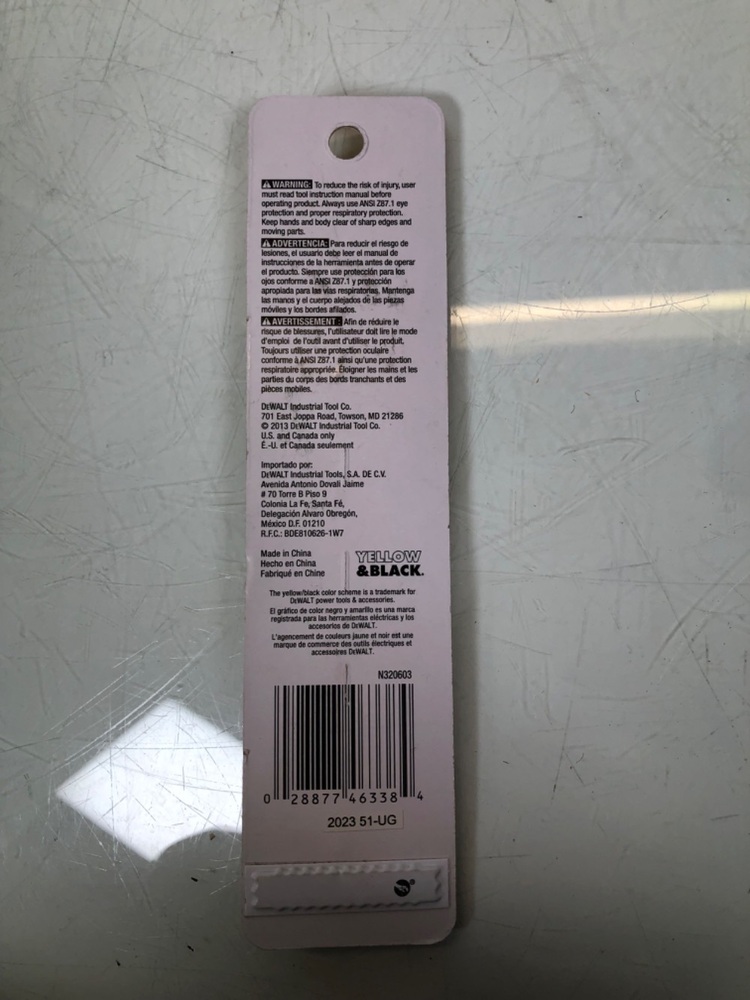 WARNING: To reduce the risk of injury, user
must read tool instruction manual before
operating product. Always use ANSI Z87.1 eye
protection and proper respiratory protection.
Keep hands and body clear of sharp edges and
moving parts.
ADVERTENCIA: Para reducir el riesgo de
lesiones, el usuario debe leer el manual de
instrucciones de la herramienta antes de operar
el producto. Siempre use protección para los
ojos conforme a ANSI Z87.1 y protección
apropiada para las vías respiratorias. Mantenga
las manos y el cuerpo alejados de las piezas
móviles y los bordes afilados.
AVERTISSEMENT : Afin de réduire le
risque de blessures, l'utilisateur doit lire le mode
d'emploi de l'outil avant d'utiliser le produit.
Toujours utiliser une protection oculaire
conforme à ANSI Z87.1 ainsi qu'une protection
respiratoire appropriée. Éloigner les mains et les
parties du corps des bords tranchants et des
pièces mobiles.
DEWALT Industrial Tool Co.
701 East Joppa Road, Towson, MD 21286
© 2013 DEWALT Industrial Tool Co.
U.S. and Canada only
É.-U. et Canada seulement
Importado por:
DEWALT Industrial Tools, S.A. DE C.V.
Avenida Antonio Dovali Jaime
# 70 Torre B Piso 9
Colonia La Fe, Santa Fé,
Delegación Alvaro Obregón,
México D.F. 01210
R.F.C.: BDE810626-1W7
Made in China
Hecho en China
Fabriqué en Chine
YELLOW
&BLACK.
The yellow/black color scheme is a trademark for
DEWALT power tools & accessories.
El gráfico de color negro y amarillo es una marca
registrada para las herramientas eléctricas y los
accesorios de DEWALT.
L'agencement de couleurs jaune et noir est une
marque de commerce des outils électriques et
accessoires DEWALT.
N320603
0 28877 46338 4
2023 51-UG